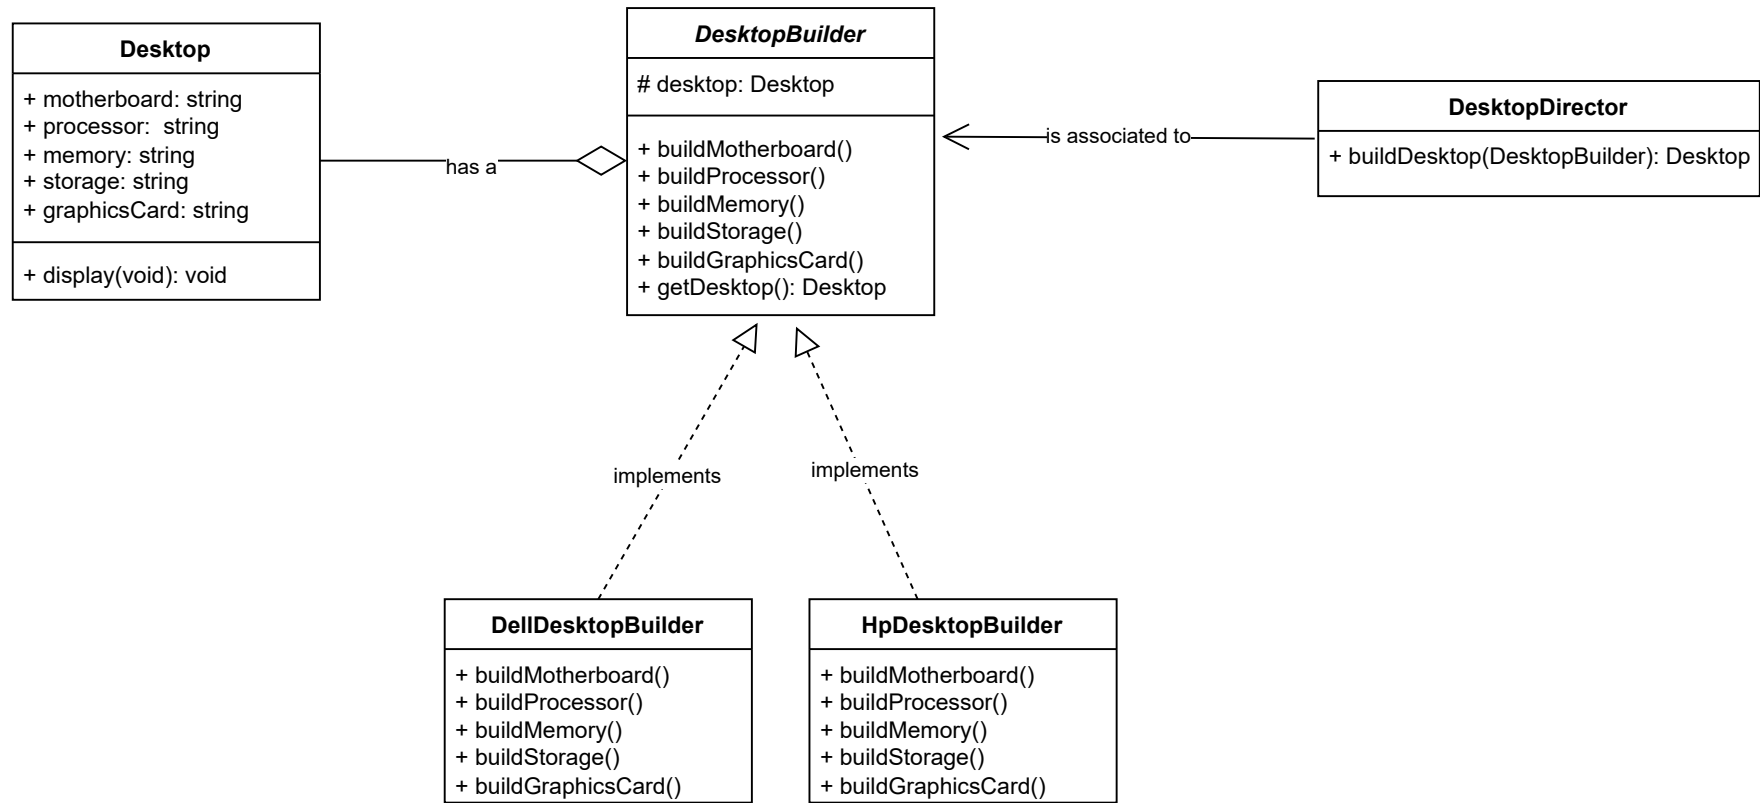 Desktop
+ motherboard: string
+ processor:  string
+ memory: string
+ storage: string
+ graphicsCard: string
+ display(void): void
has a
DesktopBuilder
# desktop: Desktop
+ buildMotherboard()
+ buildProcessor()
+ buildMemory()
+ buildStorage()
+ buildGraphicsCard()
+ getDesktop(): Desktop
is associated to
DesktopDirector
+ buildDesktop(DesktopBuilder): Desktop
implements
implements
DellDesktopBuilder
+ buildMotherboard()
+ buildProcessor()
+ buildMemory()
+ buildStorage()
+ buildGraphicsCard()
HpDesktopBuilder
+ buildMotherboard()
+ buildProcessor()
+ buildMemory()
+ buildStorage()
+ buildGraphicsCard()